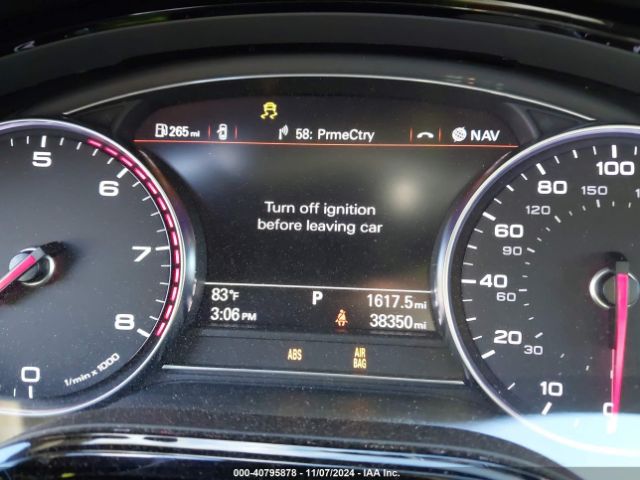 265 mi 58: PrmeCtry NAV
Turn off ignition
before leaving car
83°F P 1617.5 mi
3:06 PM 38350 mi
ABS AIR
BAG
5
6
7
8
0
1/min x 1000
100
80 150
120
60
90
40
60
20
30
10
0
000-40795878 - 11/07/2024 - IAA Inc.